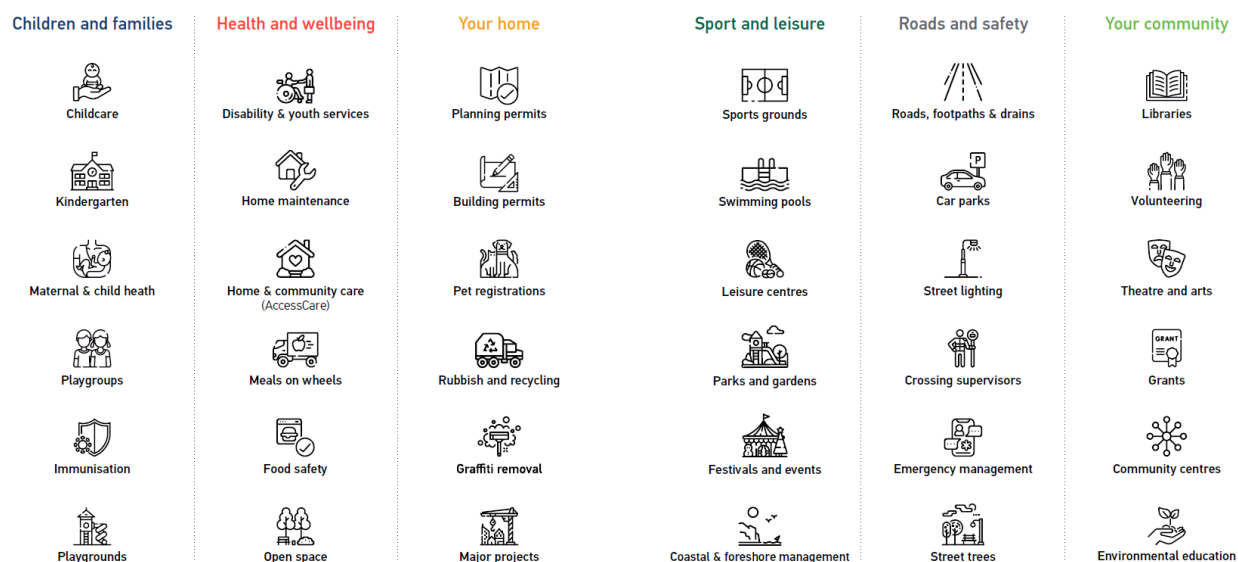 Children and families
Health and wellbeing
Your home
Sport and leisure
Roads and safety
Your community
Childcare
Disability & youth services
Planning permits
Sports grounds
Roads, footpaths & drains
P
Libraries
Kindergarten
Home maintenance
Building permits
Swimming pools
Car parks
Volunteering
Maternal & child heath
Home & community care
(AccessCare)
Pet registrations
Leisure centres
Street lighting
Theatre and arts
GRANT
Playgroups
Meals on wheels
Rubbish and recycling
Parks and gardens
Crossing supervisors
Grants
Immunisation
Food safety
Graffiti removal
Festivals and events
Emergency management
Community centres
Playgrounds
Open space
Major projects
Coastal & foreshore management
Street trees
Environmental education